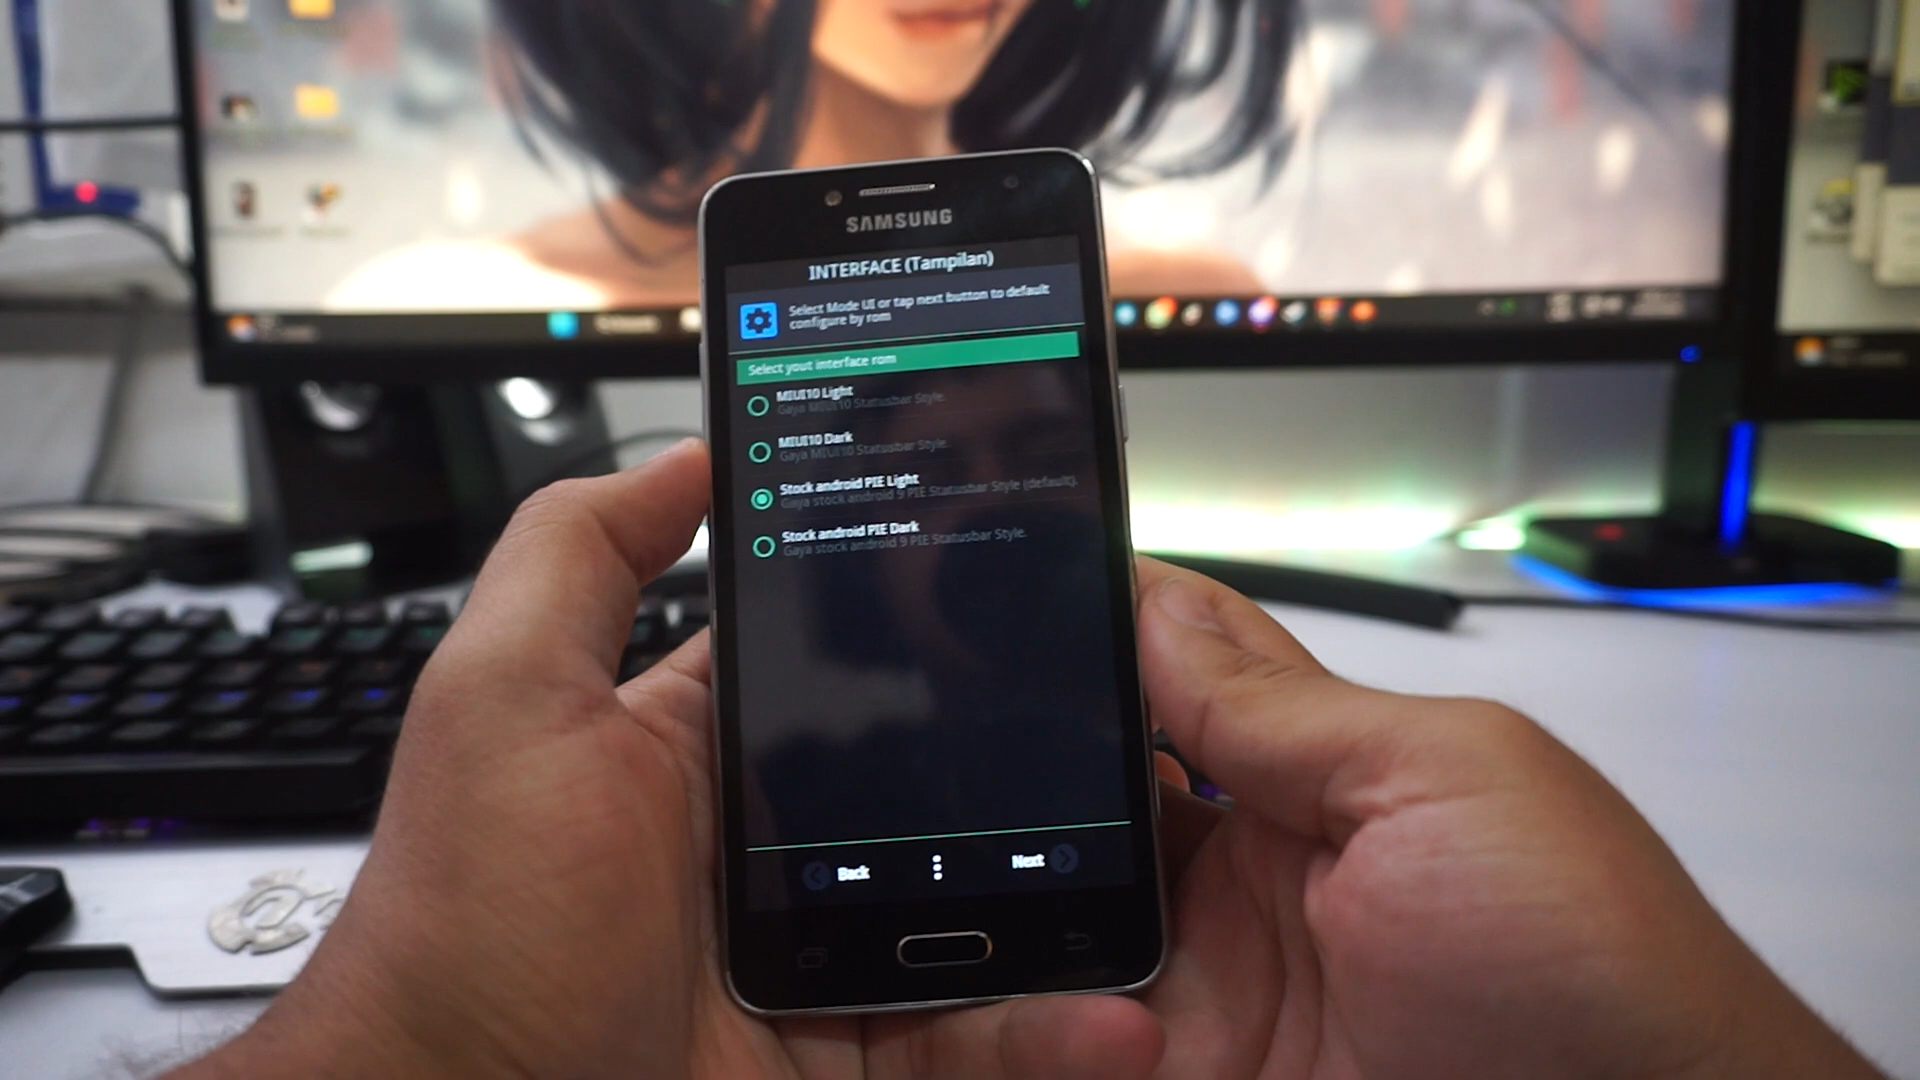 SAMSUNG
INTERFACE (Tampilan)
Select Mode UI or tap next button to default
configure by rom
Select yout interface rom
MIUI10 Light
Gaya MIUI10 Statusbar Style.
MIUI10 Dark
Gaya MIUI10 Statusbar Style.
Stock android PIE Light
Gaya stock android 9 PIE Statusbar Style (default).
Stock android PIE Dark
Gaya stock android 9 PIE Statusbar Style.
Back
Next